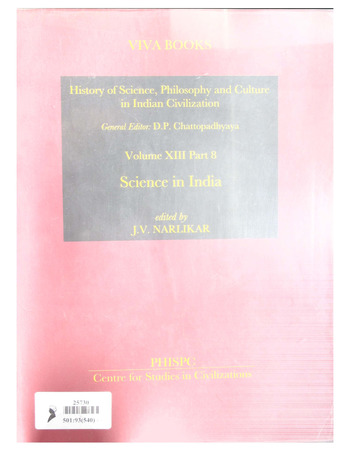 VIVA BOOKS
History of Science, Philosophy and Culture
in Indian Civilization
General Editor: D.P. Chattopadhyaya
Volume XIII Part 8
Science in India
edited by
J.V. NARLIKAR
PHISPC
Centre for Studies in Civilizations
25730
501:93(540)